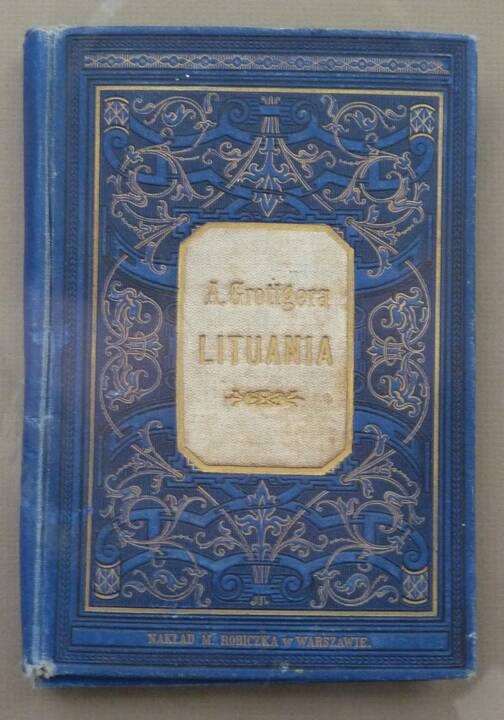 A. Grottgera
LITUANIA
NAKŁAD M. ROBICZKA w WARSZAWIE.